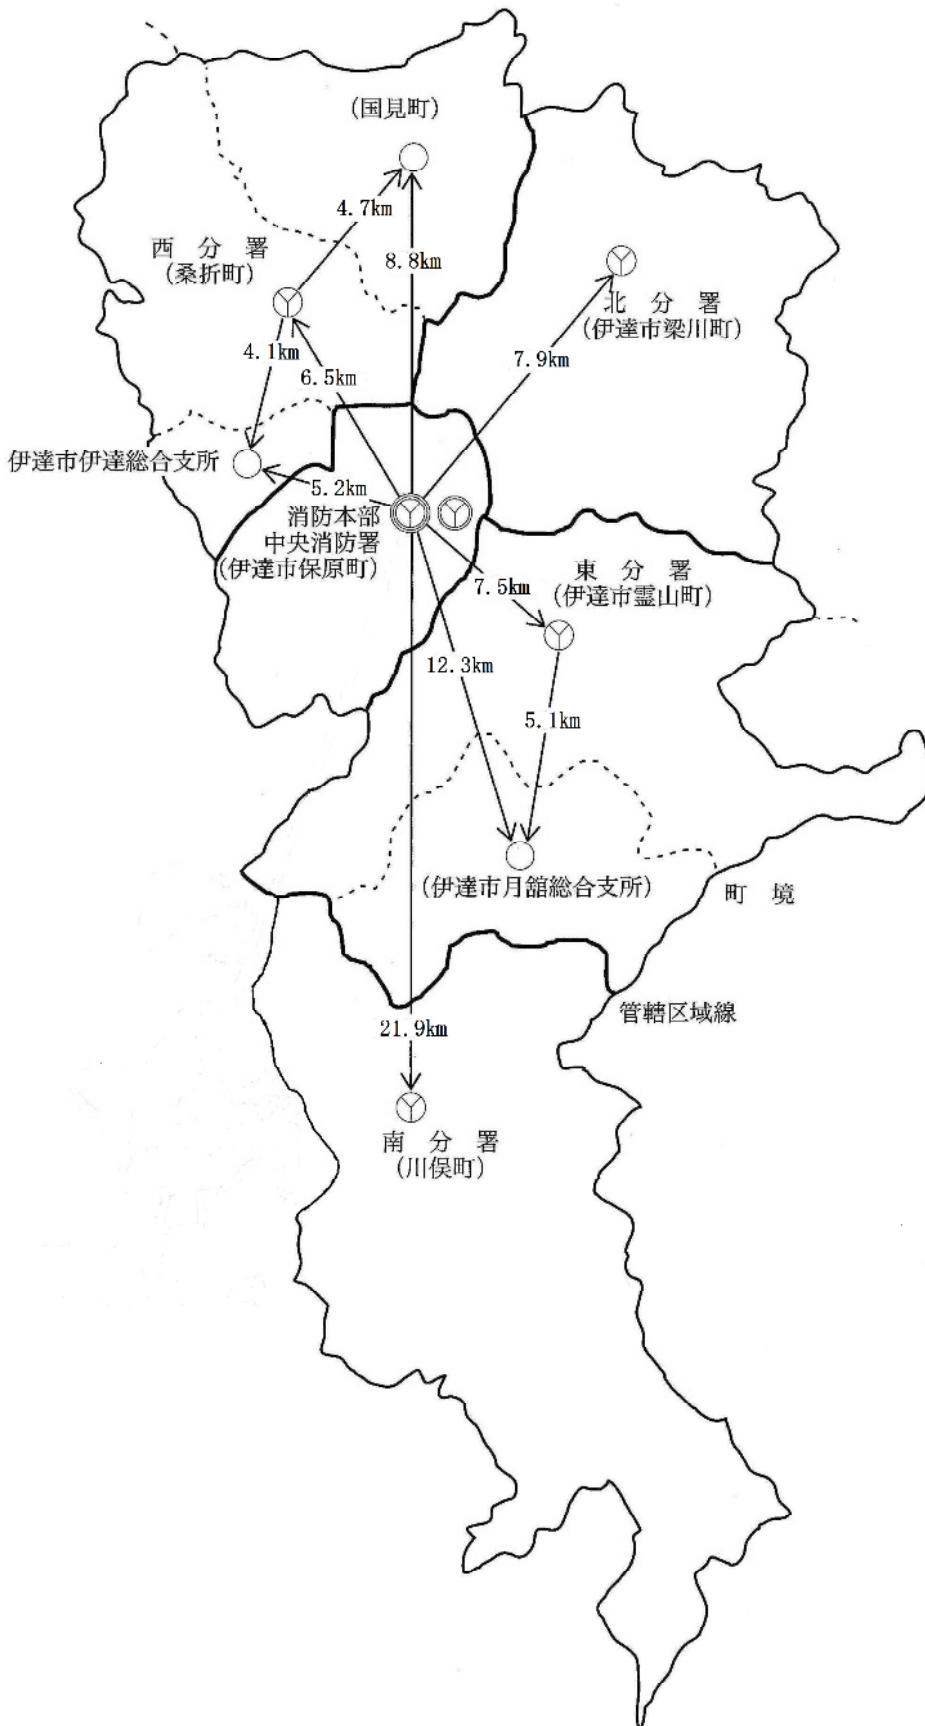 (国見町)
4.7km
西 分 署
(桑折町)
8.8km
北 分 署
(伊達市梁川町)
4.1km
6.5km
7.9km
伊達市伊達総合支所
5.2km
消防本部
中央消防署
(伊達市保原町)
7.5km
東 分 署
(伊達市霊山町)
12.3km
5.1km
(伊達市月舘総合支所)
町 境
管轄区域線
21.9km
南 分 署
(川俣町)